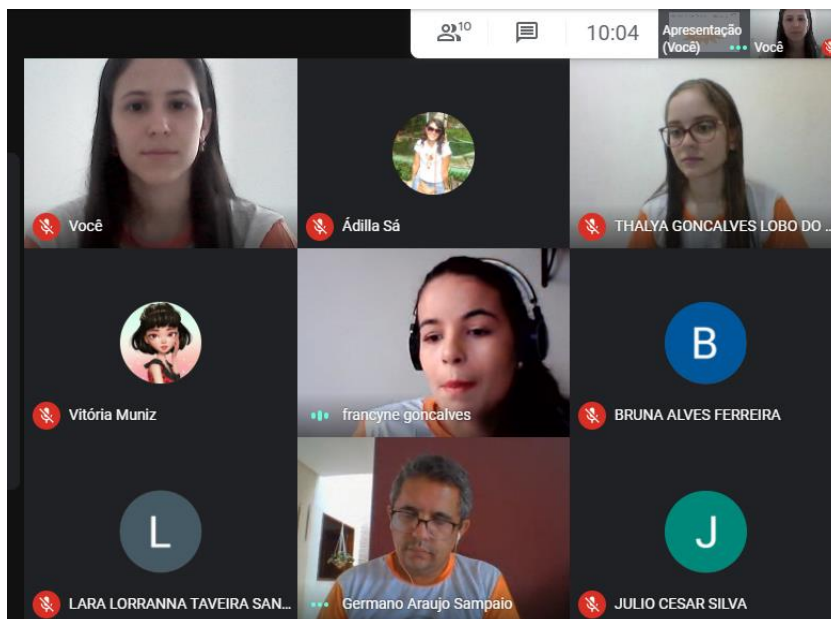 10
10:04
Apresentação
(Você)
Você
Você
Ádilla Sá
THALYA GONCALVES LOBO DO ...
Vitória Muniz
francyne goncalves
B
BRUNA ALVES FERREIRA
L
LARA LORRANNA TAVEIRA SAN...
Germano Araujo Sampaio
J
JULIO CESAR SILVA